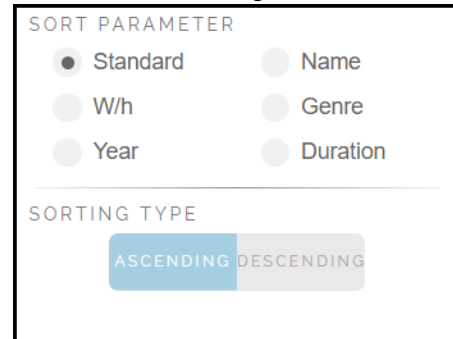 SORT PARAMETER
Standard Name
W/h Genre
Year Duration
SORTING TYPE
ASCENDING DESCENDING